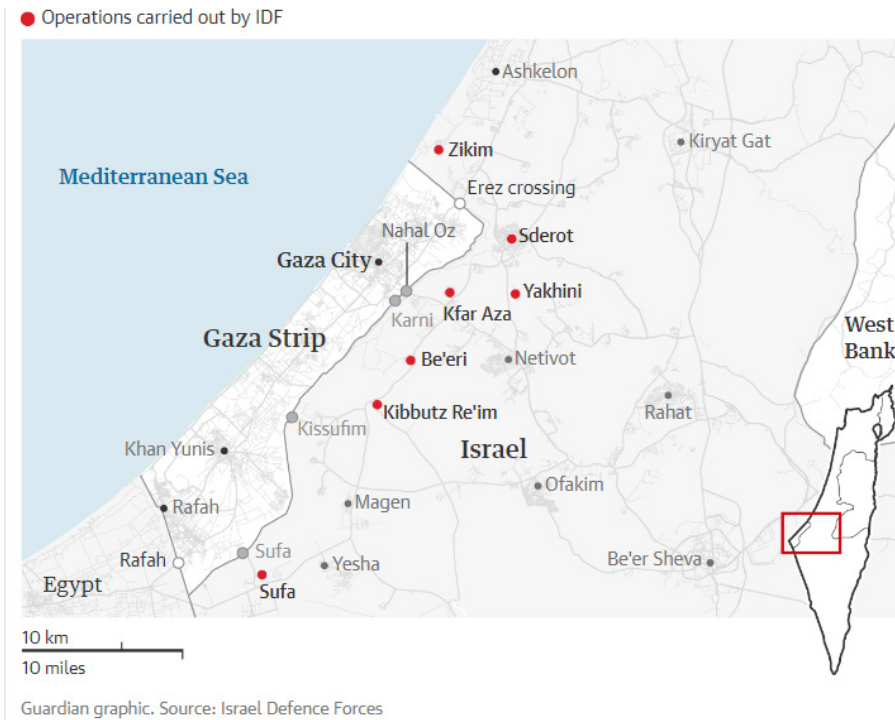 Operations carried out by IDF
Ashkelon
Kiryat Gat
Zikim
Mediterranean Sea
Erez crossing
Nahal Oz
Sderot
Gaza City
Yakhini
Karni
Kfar Aza
Gaza Strip
West
Bank
Be'eri
Netivot
Kibbutz Re'im
Rahat
Kissufim
Israel
Khan Yunis
Ofakim
Magen
Rafah
Sufa
Rafah
Yesha
Be'er Sheva
Egypt
Sufa
10 km
10 miles
Guardian graphic. Source: Israel Defence Forces